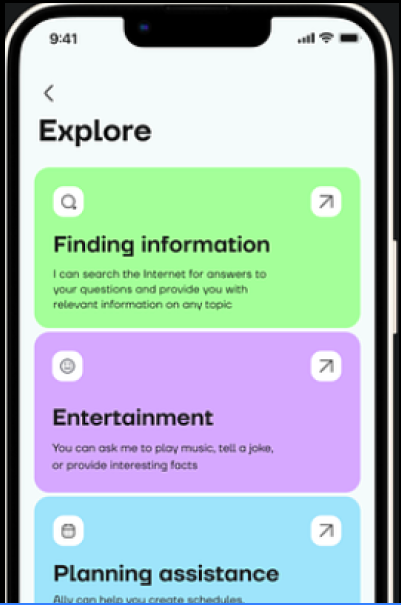 9:41
Explore
Finding information
I can search the Internet for answers to
your questions and provide you with
relevant information on any topic
Entertainment
You can ask me to play music, tell a joke,
or provide interesting facts
Planning assistance
Ally can help you create schedules,